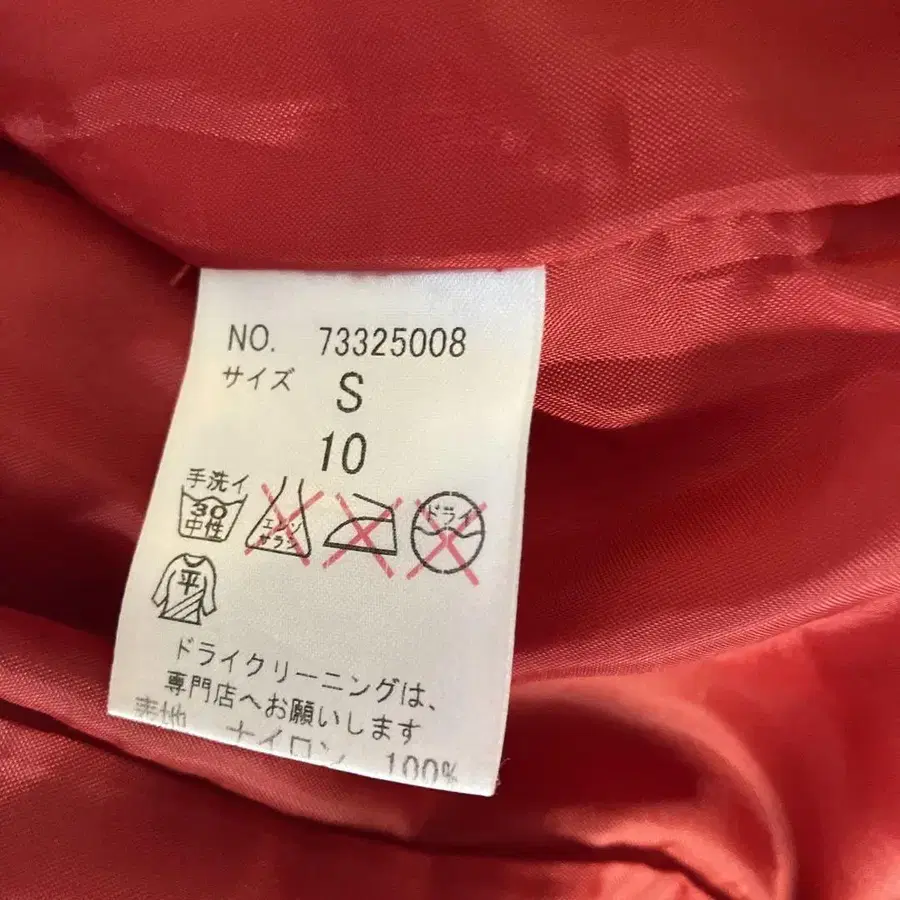 NO. 73325008
サイズ S
10
手洗イ
30
中性
エンソ
サラシ
ドライ
平
ドライクリーニングは、
専門店へお願いします
表地 ナイロン 100%